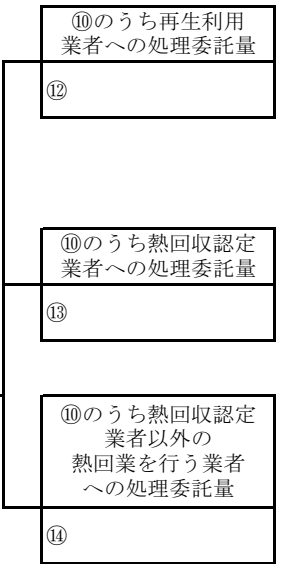 ⑩のうち再生利用
業者への処理委託量
⑫
⑩のうち熱回収認定
業者への処理委託量
⑬
⑩のうち熱回収認定
業者以外の
熱回業を行う業者
への処理委託量
⑭